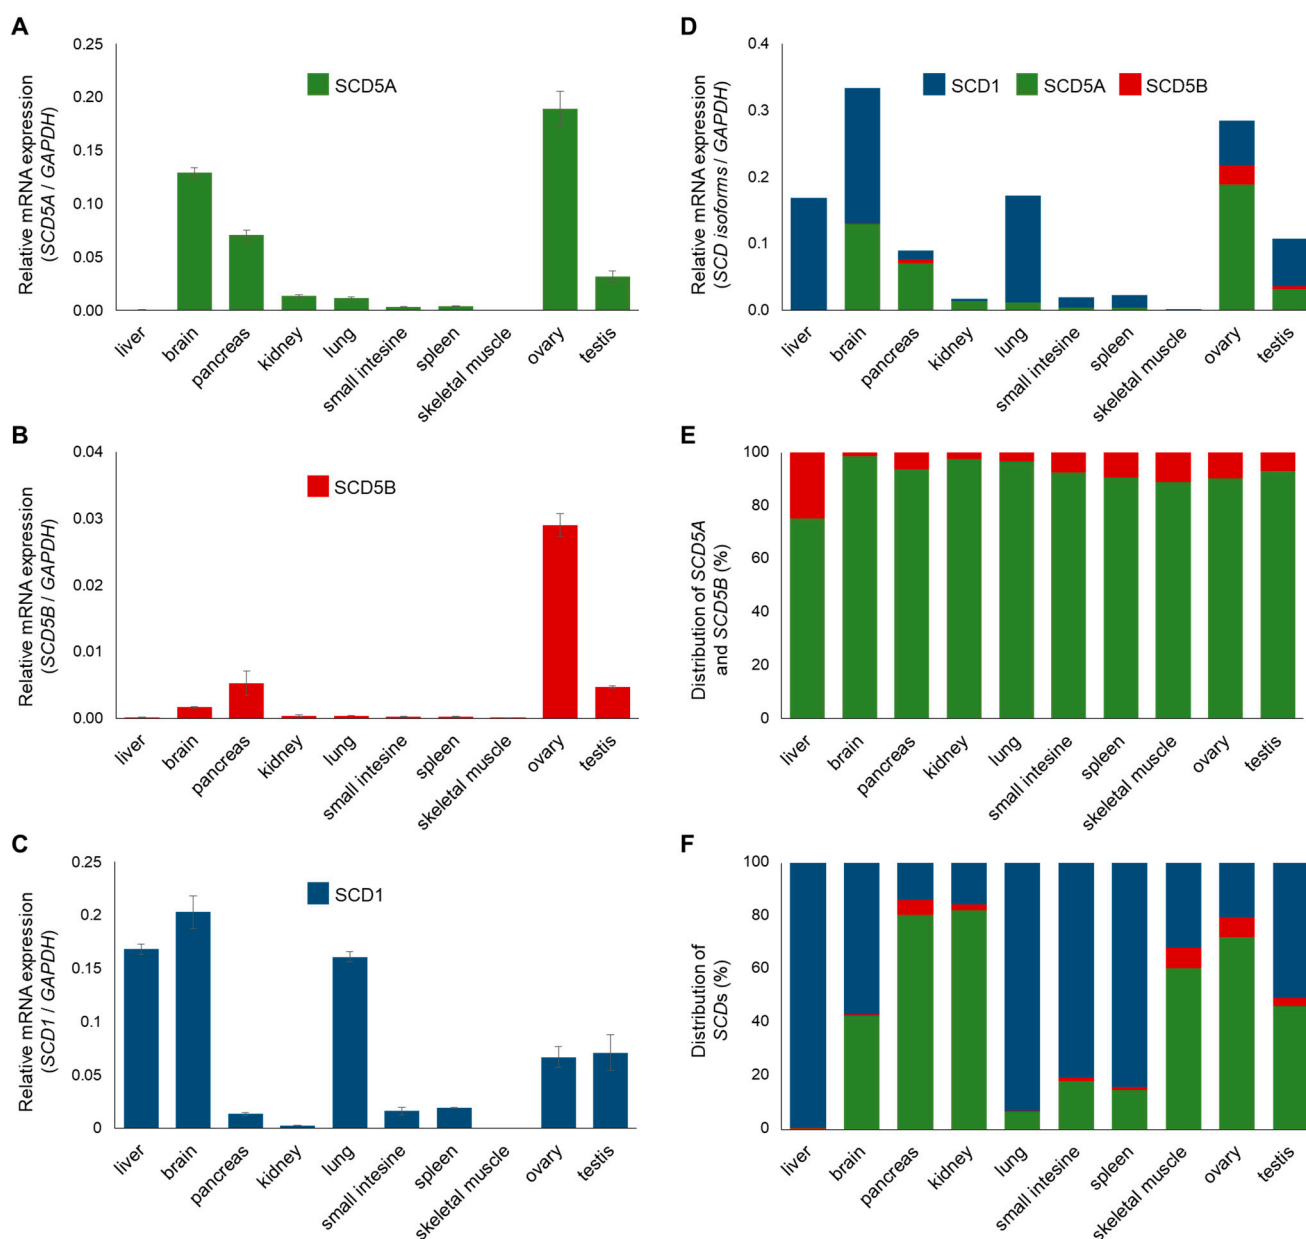 A
Relative mRNA expression
(SCD5A / GAPDH)
0.25
0.20
0.15
0.10
0.05
0.00
SCD5A
liver
brain
pancreas
kidney
lung
small intesine
spleen
skeletal muscle
ovary
testis
B
Relative mRNA expression
(SCD5B / GAPDH)
0.04
0.03
0.02
0.01
0.00
SCD5B
liver
brain
pancreas
kidney
lung
small intesine
spleen
skeletal muscle
ovary
testis
C
Relative mRNA expression
(SCD1 / GAPDH)
0.25
0.2
0.15
0.1
0.05
0
SCD1
liver
brain
pancreas
kidney
lung
small intesine
spleen
skeletal muscle
ovary
testis
D
Relative mRNA expression
(SCD isoforms / GAPDH)
0.4
0.3
0.2
0.1
0.0
SCD1 SCD5A SCD5B
liver
brain
pancreas
kidney
lung
small intesine
spleen
skeletal muscle
ovary
testis
E
Distribution of SCD5A
and SCD5B (%)
100
80
60
40
20
0
liver
brain
pancreas
kidney
lung
small intesine
spleen
skeletal muscle
ovary
testis
F
Distribution of
SCDs (%)
100
80
60
40
20
0
liver
brain
pancreas
kidney
lung
small intesine
spleen
skeletal muscle
ovary
testis